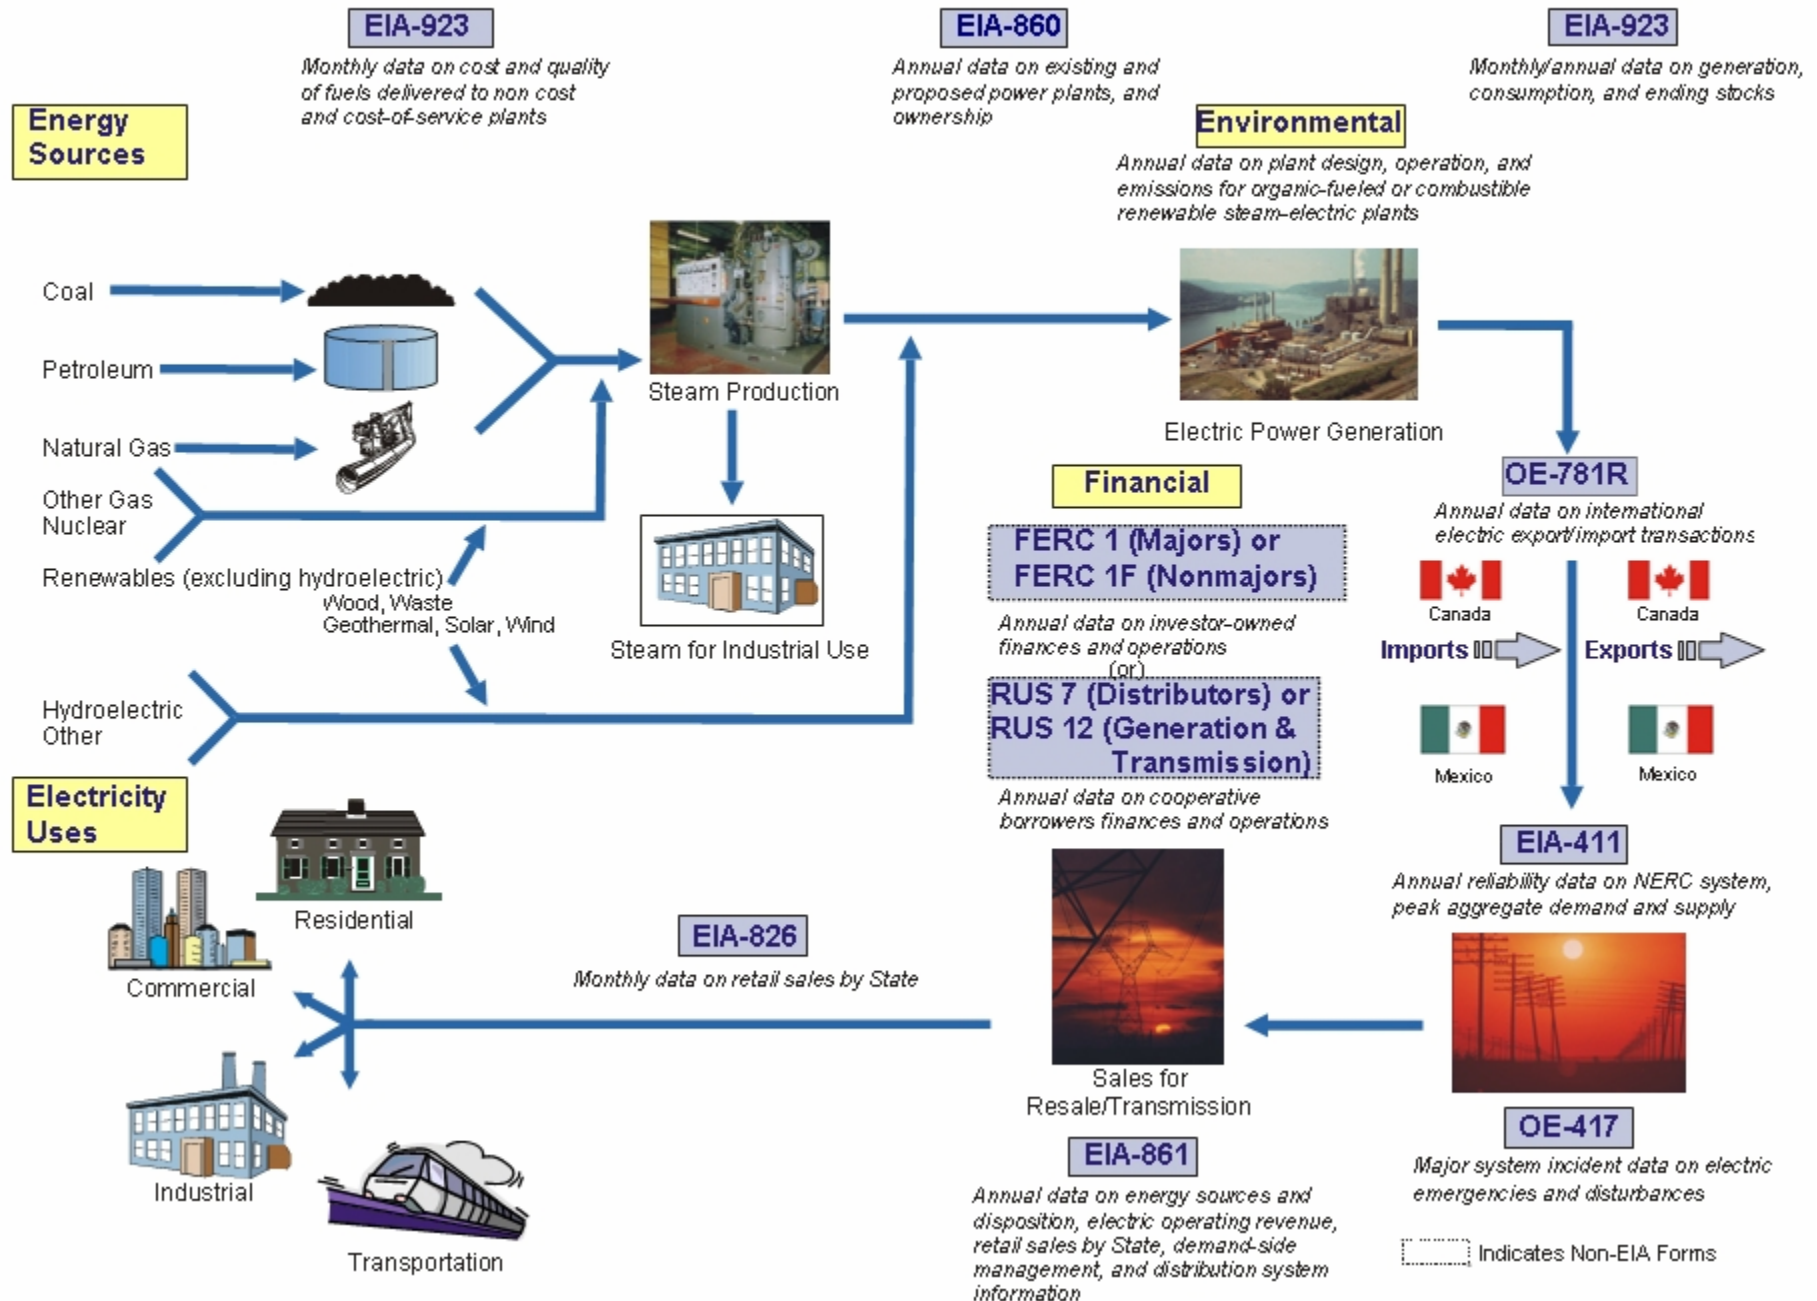 EIA-923
Monthly data on cost and quality
of fuels delivered to non cost
and cost-of-service plants
EIA-860
Annual data on existing and
proposed power plants, and
ownership
EIA-923
Monthly/annual data on generation,
consumption, and ending stocks
Energy
Sources
Environmental
Annual data on plant design, operation, and
emissions for organic-fueled or combustible
renewable steam-electric plants
Coal
Petroleum
Natural Gas
Other Gas
Nuclear
Renewables (excluding hydroelectric)
Wood, Waste
Geothermal, Solar, Wind
Hydroelectric
Other
Steam Production
Steam for Industrial Use
Electric Power Generation
Financial
FERC 1 (Majors) or
FERC 1F (Nonmajors)
Annual data on investor-owned
finances and operations
(or)
RUS 7 (Distributors) or
RUS 12 (Generation &
Transmission)
Annual data on cooperative
borrowers finances and operations
OE-781R
Annual data on international
electric export/import transactions
Canada
Canada
Imports
Exports
Mexico
Mexico
EIA-411
Annual reliability data on NERC system,
peak aggregate demand and supply
OE-417
Major system incident data on electric
emergencies and disturbances
Indicates Non-EIA Forms
Sales for
Resale/Transmission
EIA-861
Annual data on energy sources and
disposition, electric operating revenue,
retail sales by State, demand-side
management, and distribution system
information
EIA-826
Monthly data on retail sales by State
Electricity
Uses
Residential
Commercial
Industrial
Transportation